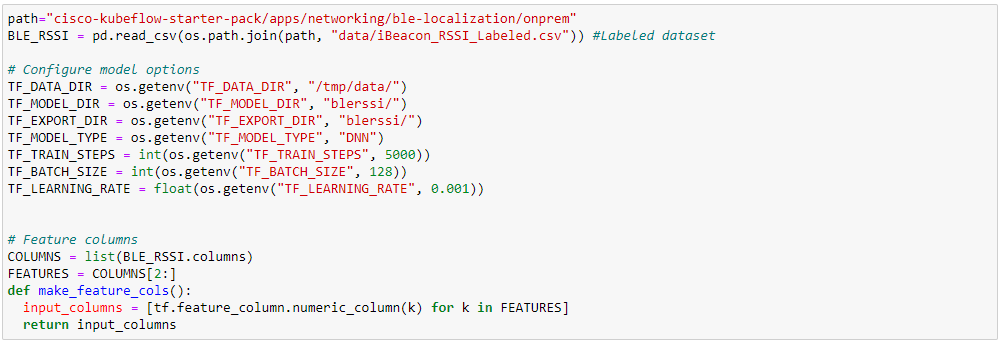 path="cisco-kubeflow-starter-pack/apps/networking/ble-localization/onprem"
BLE_RSSI = pd.read_csv(os.path.join(path, "data/iBeacon_RSSI_Labeled.csv")) #Labeled dataset

# Configure model options
TF_DATA_DIR = os.getenv("TF_DATA_DIR", "/tmp/data/")
TF_MODEL_DIR = os.getenv("TF_MODEL_DIR", "blerssi/")
TF_EXPORT_DIR = os.getenv("TF_EXPORT_DIR", "blerssi/")
TF_MODEL_TYPE = os.getenv("TF_MODEL_TYPE", "DNN")
TF_TRAIN_STEPS = int(os.getenv("TF_TRAIN_STEPS", 5000))
TF_BATCH_SIZE = int(os.getenv("TF_BATCH_SIZE", 128))
TF_LEARNING_RATE = float(os.getenv("TF_LEARNING_RATE", 0.001))

# Feature columns
COLUMNS = list(BLE_RSSI.columns)
FEATURES = COLUMNS[2:]
def make_feature_cols():
  input_columns = [tf.feature_column.numeric_column(k) for k in FEATURES]
  return input_columns